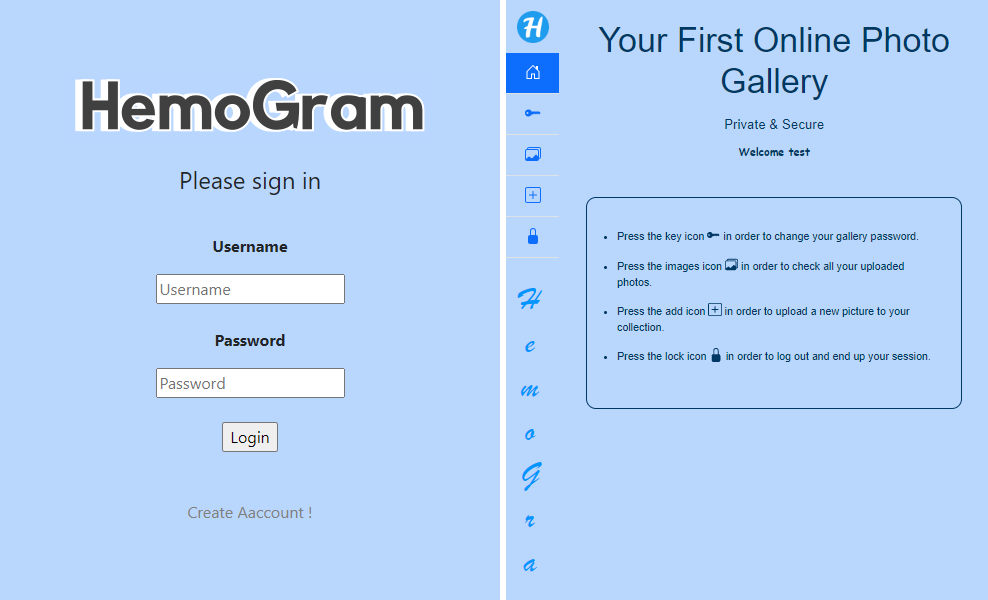 HemoGram
Please sign in
Username
Username
Password
Password
Login
Create Aaccount !
H
H
e
m
o
G
r
a
Your First Online Photo
Gallery
Private & Secure
Welcome test
Press the key icon in order to change your gallery password.
Press the images icon in order to check all your uploaded
photos.
Press the add icon in order to upload a new picture to your
collection.
Press the lock icon in order to log out and end up your session.